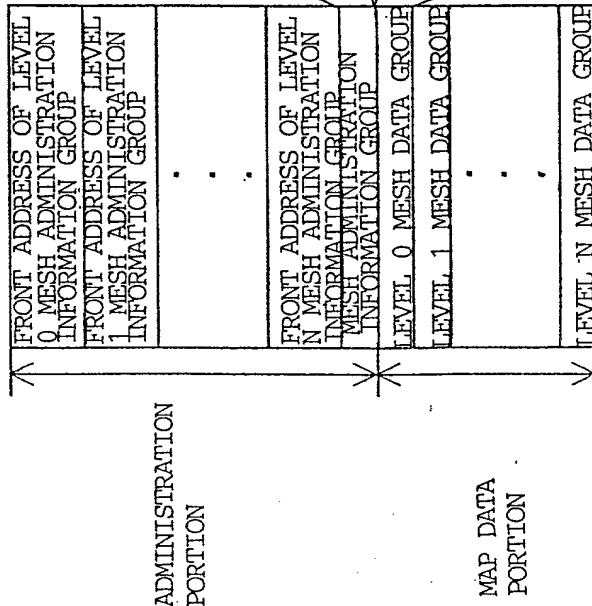 FRONT ADDRESS OF LEVEL
0 MESH ADMINISTRATION
INFORMATION GROUP
FRONT ADDRESS OF LEVEL
1 MESH ADMINISTRATION
INFORMATION GROUP
FRONT ADDRESS OF LEVEL
N MESH ADMINISTRATION
INFORMATION GROUP
MESH ADMINISTRATION
INFORMATION GROUP
LEVEL 0 MESH DATA GROUP
LEVEL 1 MESH DATA GROUP
LEVEL N MESH DATA GROUP
ADMINISTRATION
PORTION
MAP DATA
PORTION